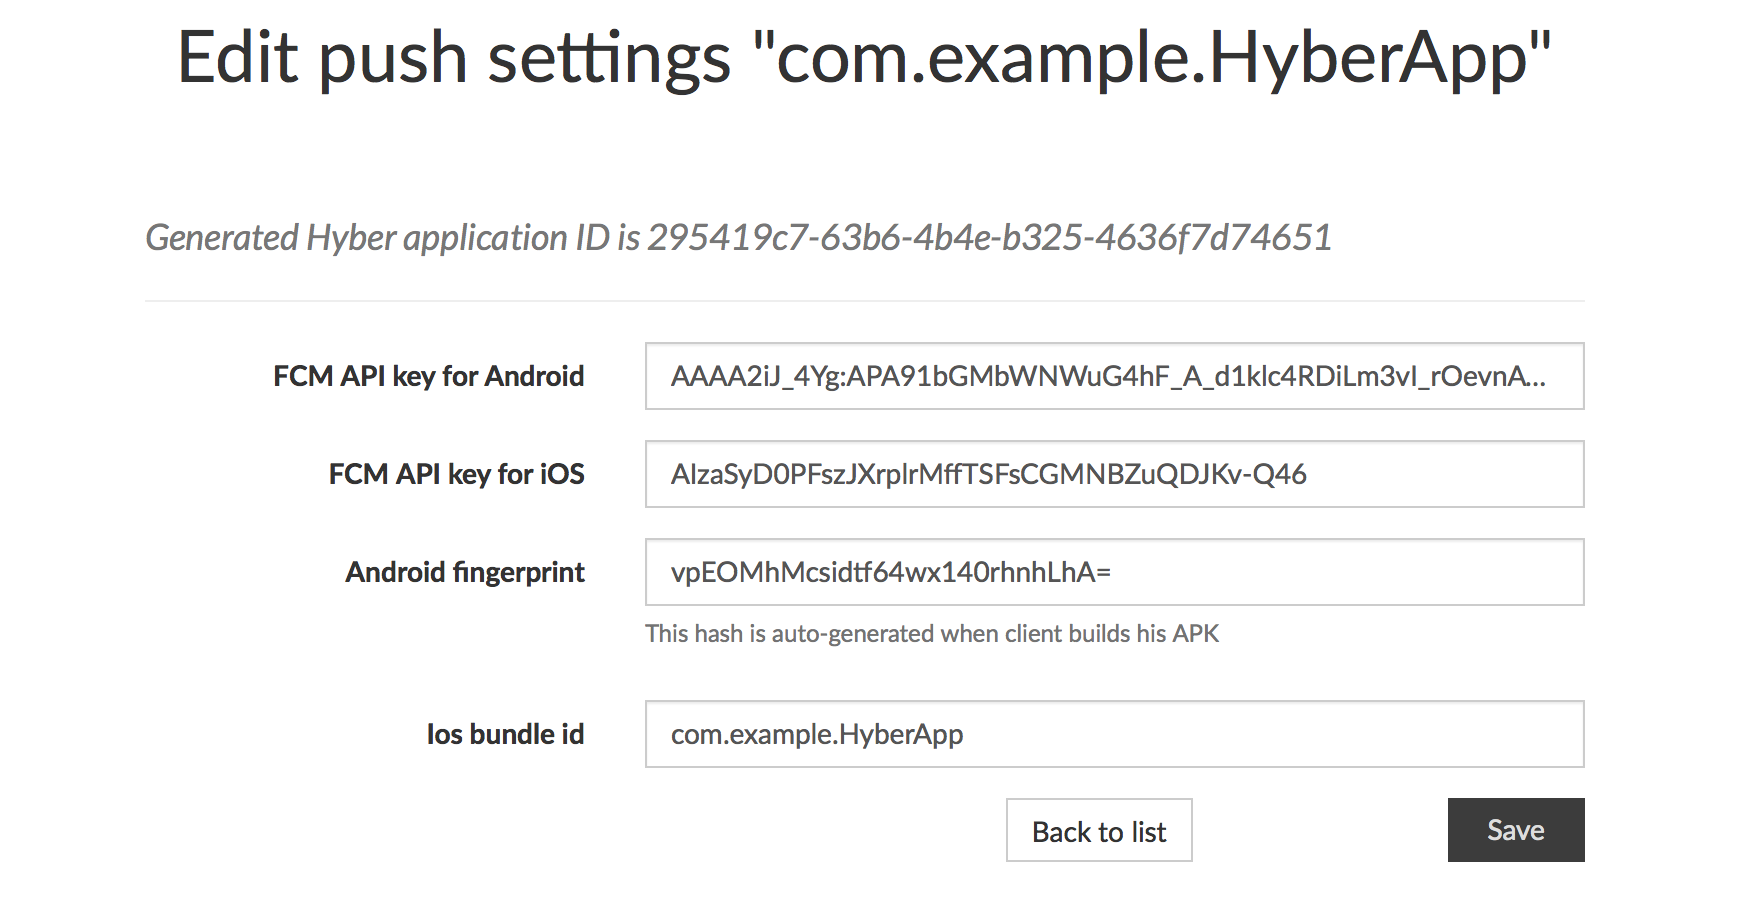 Edit push settings "com.example.HyberApp"
Generated Hyber application ID is 295419c7-63b6-4b4e-b325-4636f7d74651
FCM API key for Android AAAA2iJ_4Yg:APA91bGMbWNWuG4hF_A_d1klc4RDiLm3vI_rOevnA...
FCM API key for iOS AIzaSyD0PFszJXrplrMffTSFsCGMNBZuQDJKv-Q46
Android fingerprint vpEOMhMcsidtf64wx140rhnhLhA=
This hash is auto-generated when client builds his APK
Ios bundle id com.example.HyberApp
Back to list Save